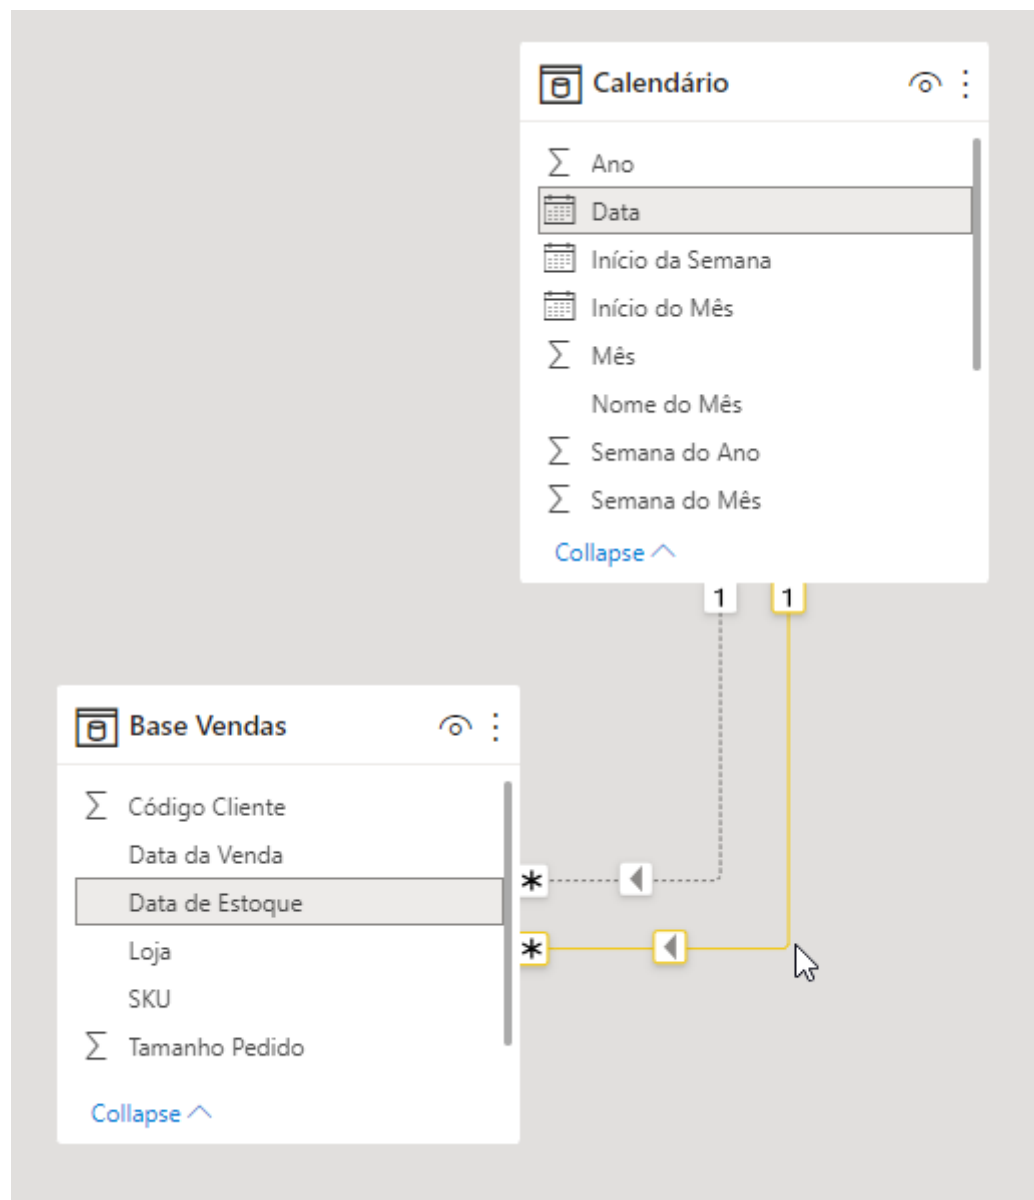 Calendário
Ano
Data
Início da Semana
Início do Mês
Mês
Nome do Mês
Semana do Ano
Semana do Mês
Collapse
1 1
Base Vendas
Código Cliente
Data da Venda
Data de Estoque
Loja
SKU
Tamanho Pedido
Collapse
*
*